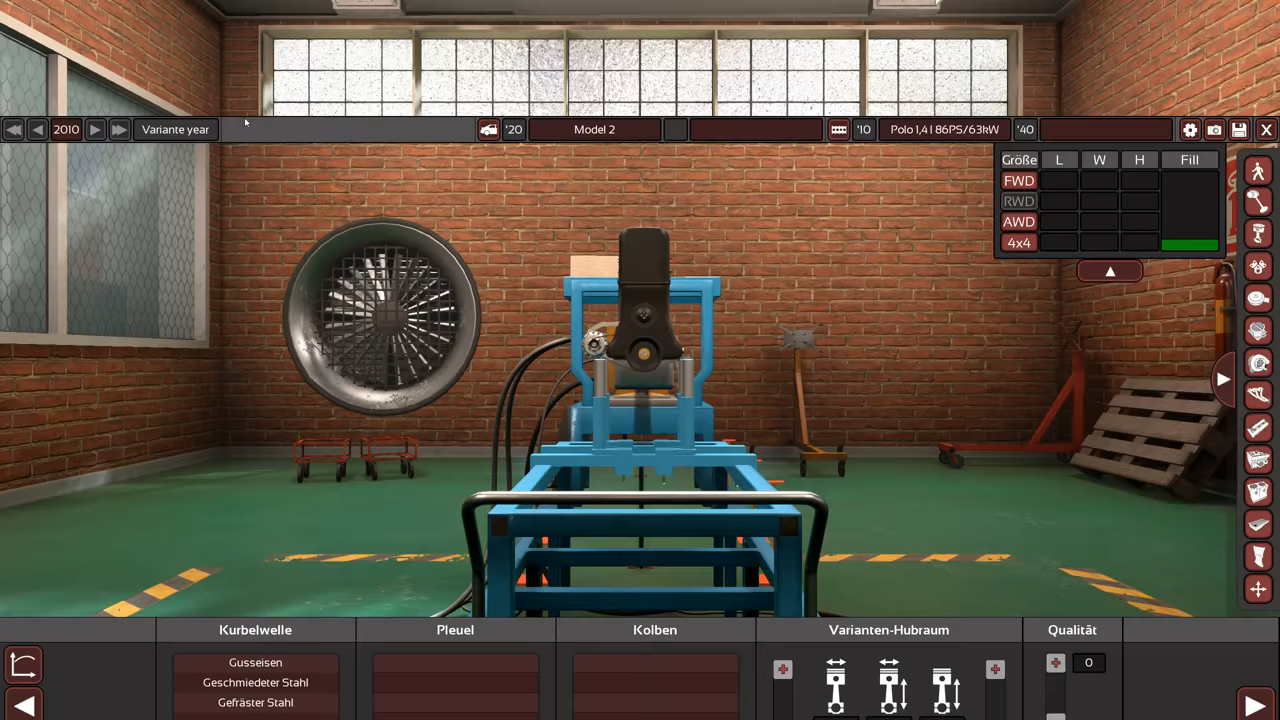 2010 Variante year '20 Model 2 '10 Polo 1,4 l 86PS/63kW '40
Größe L W H Fill
FWD
RWD
AWD
4x4
Kurbelwelle Pleuel Kolben Varianten-Hubraum Qualität
Gusseisen 0
Geschmiedeter Stahl
Gefräster Stahl